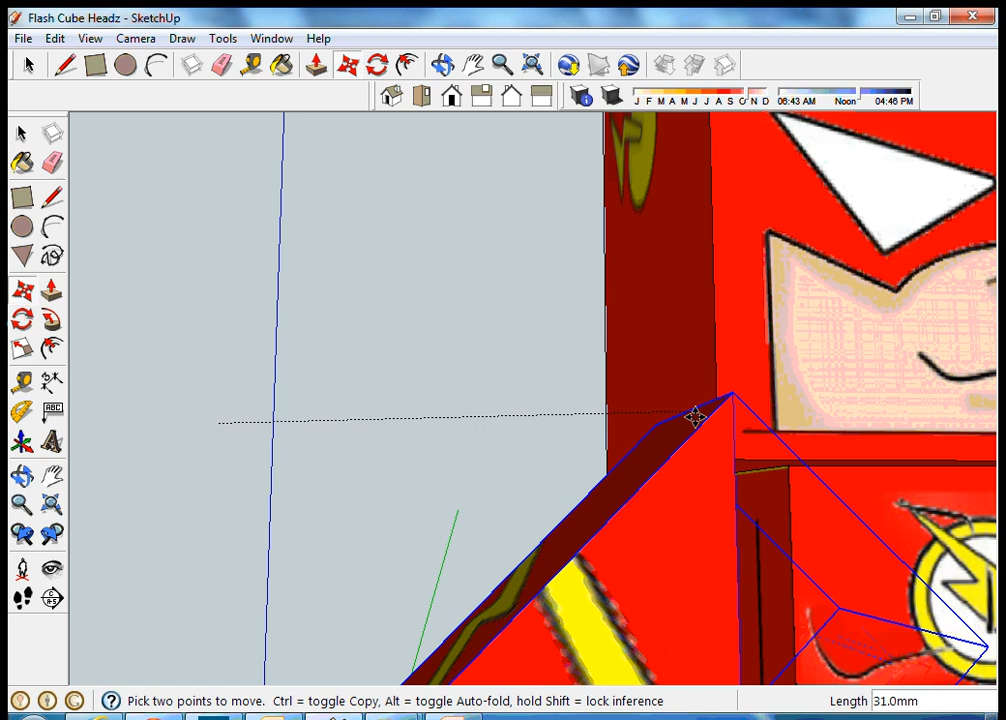 Flash Cube Headz - SketchUp
File Edit View Camera Draw Tools Window Help
J F M A M J J A S O N D 06:43 AM Noon 04:46 PM
ABC
Pick two points to move. Ctrl = toggle Copy, Alt = toggle Auto-fold, hold Shift = lock inference Length 31.0mm